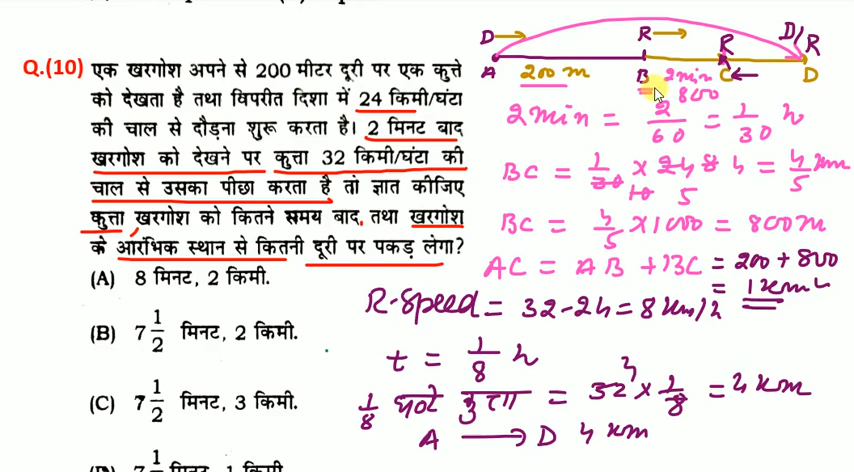 Q.(10) एक खरगोश अपने से 200 मीटर दूरी पर एक कुत्ते
को देखता है तथा विपरीत दिशा में 24 किमी/घंटा
की चाल से दौड़ना शुरू करता है। 2 मिनट बाद
खरगोश को देखने पर कुत्ता 32 किमी/घंटा की
चाल से उसका पीछा करता है तो ज्ञात कीजिए
कुत्ता खरगोश को कितने समय बाद, तथा खरगोश
के आरंभिक स्थान से कितनी दूरी पर पकड़ लेगा?
(A) 8 मिनट, 2 किमी.
(B) 7 1/2 मिनट, 2 किमी.
(C) 7 1/2 मिनट, 3 किमी.
D → R → R D/R
A 200 m B C D
2min
800
2min = 2/60 = 1/30 h
BC = 1/30 × 24 = 4/5 km
BC = 4/5 × 1000 = 800m
AC = AB + BC = 200 + 800
= 1 km
R-Speed = 32 - 24 = 8 km/h
t = 1/8 h
1/8 घंटे = 32 × 1/8 = 4 km
A → D 4 km